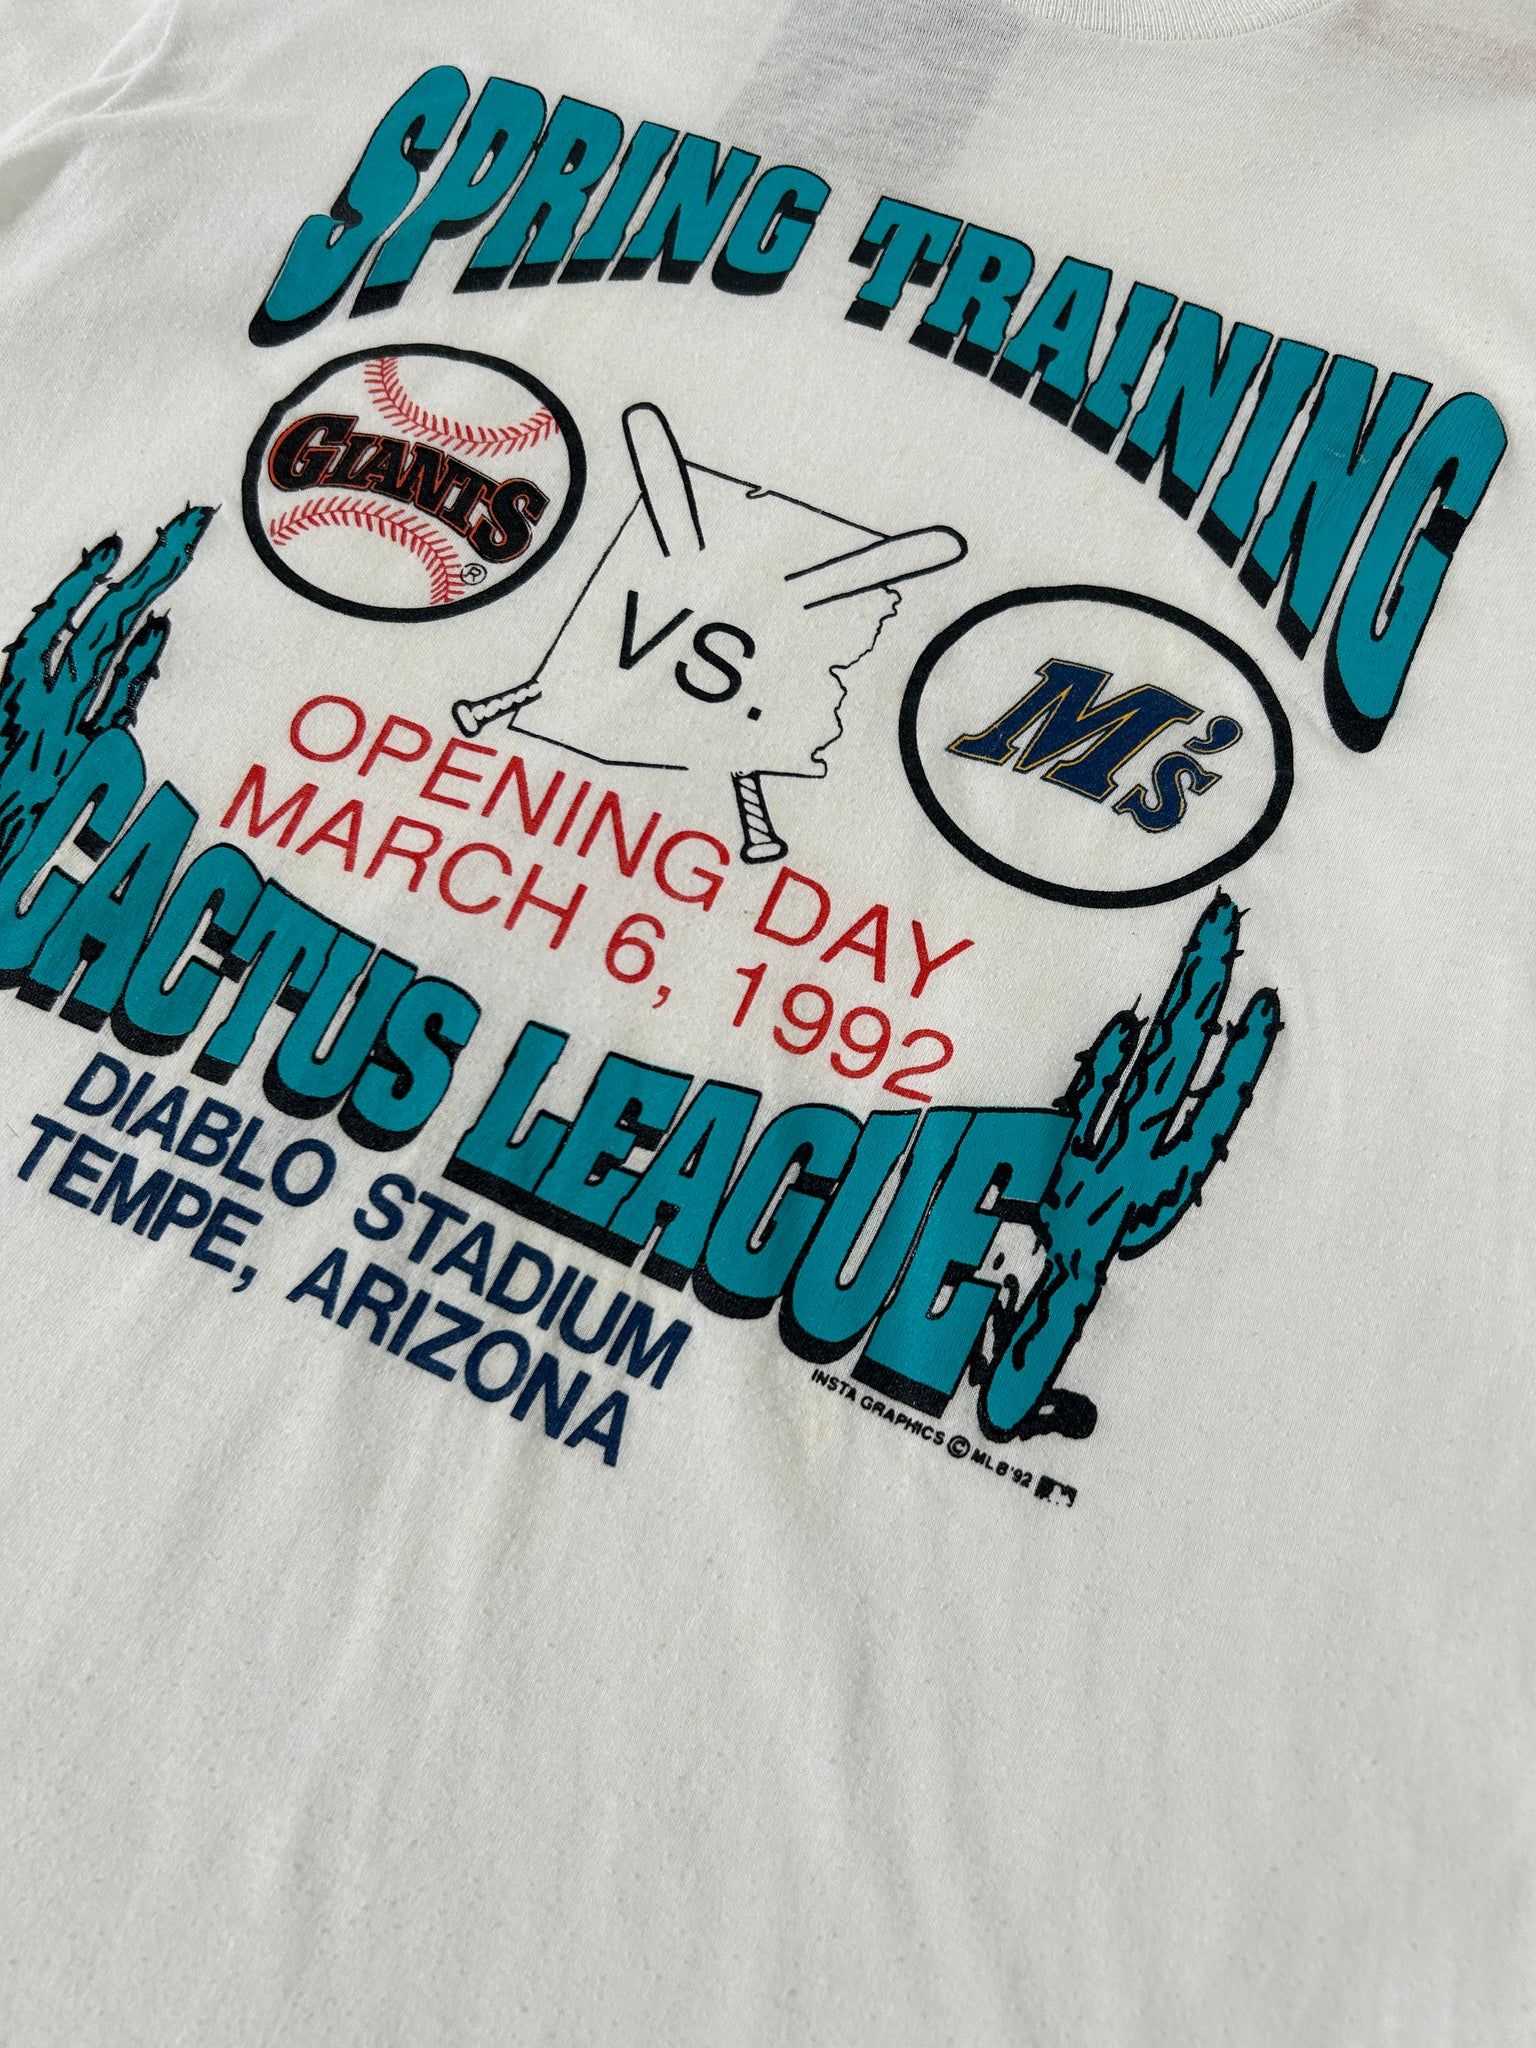 SPRING TRAINING
GIANTS
®
VS.
M's
OPENING DAY
MARCH 6, 1992
CACTUS LEAGUE
DIABLO STADIUM
TEMPE, ARIZONA
INSTA GRAPHICS © MLB '92